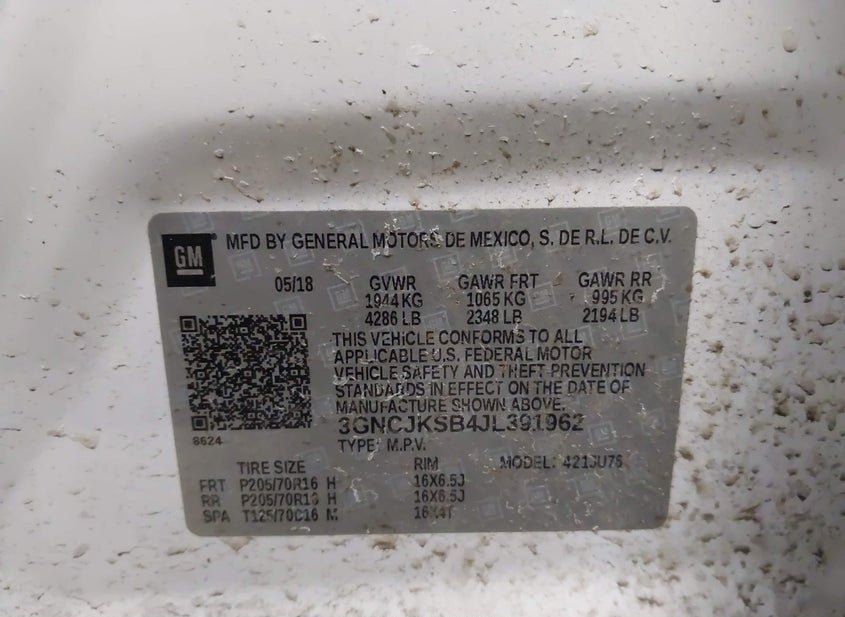 GM
MFD BY GENERAL MOTORS DE MEXICO, S. DE R.L. DE C.V.
05/18 GVWR GAWR FRT GAWR RR
1944 KG 1065 KG 995 KG
4286 LB 2348 LB 2194 LB
THIS VEHICLE CONFORMS TO ALL
APPLICABLE U.S. FEDERAL MOTOR
VEHICLE SAFETY AND THEFT PREVENTION
STANDARDS IN EFFECT ON THE DATE OF
MANUFACTURE SHOWN ABOVE.
3GNCJKSB4JL391962
8624
TYPE: M.P.V.
TIRE SIZE RIM MODEL: 421JU76
FRT P205/70R16 H 16X6.5J
RR P205/70R16 H 16X6.5J
SPA T125/70D16 M 16X4T